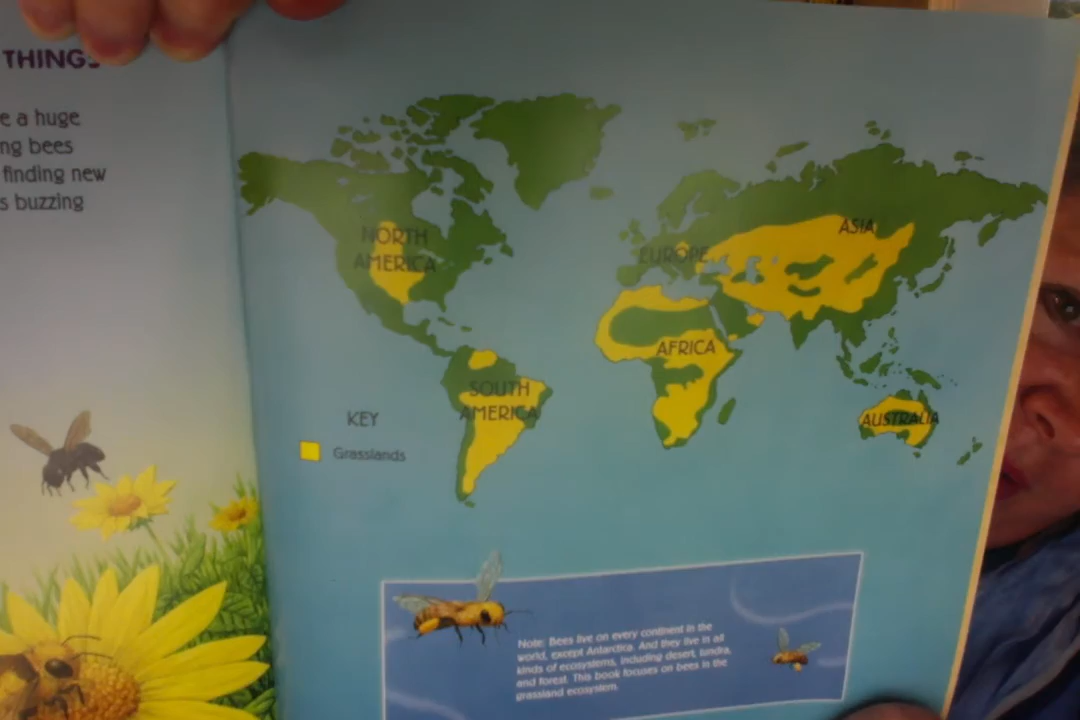 THINGS
e a huge
ng bees
finding new
s buzzing
NORTH
AMERICA
EUROPE
ASIA
AFRICA
SOUTH
AMERICA
AUSTRALIA
KEY
Grasslands
Note: Bees live on every continent in the
world, except Antarctica. And they live in all
kinds of ecosystems, including desert, tundra,
and forest. This book focuses on bees in the
grassland ecosystem.